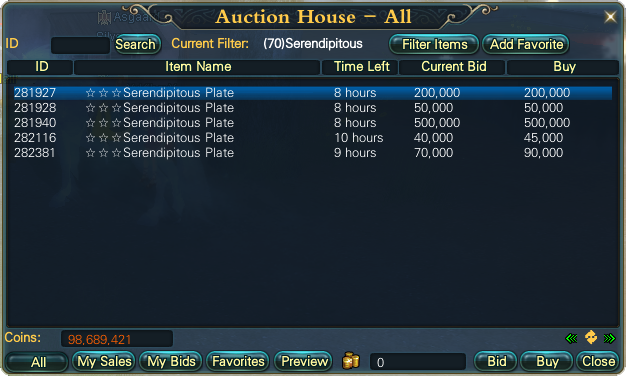 Auction House - All
ID Search Current Filter: (70)Serendipitous Filter Items Add Favorite
ID Item Name Time Left Current Bid Buy
281927 ☆☆☆Serendipitous Plate 8 hours 200,000 200,000
281928 ☆☆☆Serendipitous Plate 8 hours 50,000 50,000
281940 ☆☆☆Serendipitous Plate 8 hours 500,000 500,000
282116 ☆☆☆Serendipitous Plate 10 hours 40,000 45,000
282381 ☆☆☆Serendipitous Plate 9 hours 70,000 90,000
Coins: 98,689,421
All My Sales My Bids Favorites Preview 0 Bid Buy Close